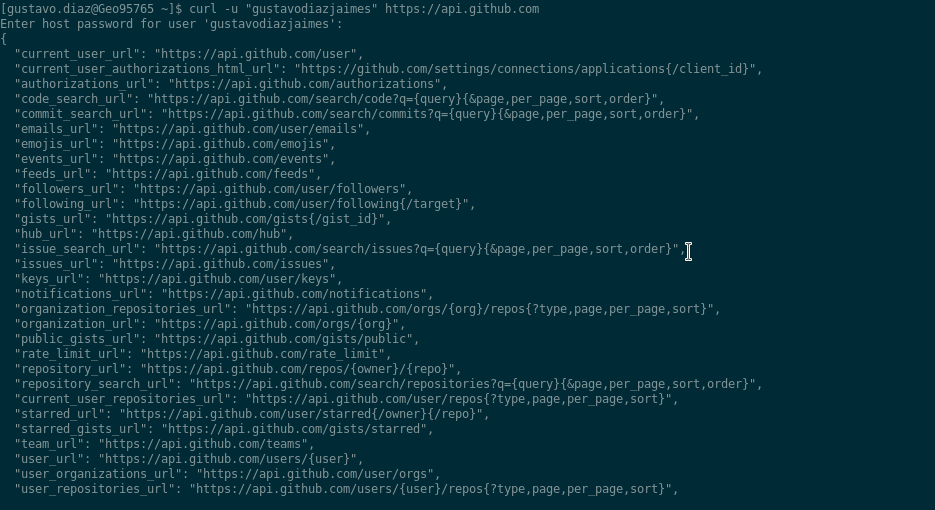 [gustavo.diaz@Geo95765 ~]$ curl -u "gustavodiazjaimes" https://api.github.com
Enter host password for user 'gustavodiazjaimes':
{
  "current_user_url": "https://api.github.com/user",
  "current_user_authorizations_html_url": "https://github.com/settings/connections/applications{/client_id}",
  "authorizations_url": "https://api.github.com/authorizations",
  "code_search_url": "https://api.github.com/search/code?q={query}{&page,per_page,sort,order}",
  "commit_search_url": "https://api.github.com/search/commits?q={query}{&page,per_page,sort,order}",
  "emails_url": "https://api.github.com/user/emails",
  "emojis_url": "https://api.github.com/emojis",
  "events_url": "https://api.github.com/events",
  "feeds_url": "https://api.github.com/feeds",
  "followers_url": "https://api.github.com/user/followers",
  "following_url": "https://api.github.com/user/following{/target}",
  "gists_url": "https://api.github.com/gists{/gist_id}",
  "hub_url": "https://api.github.com/hub",
  "issue_search_url": "https://api.github.com/search/issues?q={query}{&page,per_page,sort,order}",
  "issues_url": "https://api.github.com/issues",
  "keys_url": "https://api.github.com/user/keys",
  "notifications_url": "https://api.github.com/notifications",
  "organization_repositories_url": "https://api.github.com/orgs/{org}/repos{?type,page,per_page,sort}",
  "organization_url": "https://api.github.com/orgs/{org}",
  "public_gists_url": "https://api.github.com/gists/public",
  "rate_limit_url": "https://api.github.com/rate_limit",
  "repository_url": "https://api.github.com/repos/{owner}/{repo}",
  "repository_search_url": "https://api.github.com/search/repositories?q={query}{&page,per_page,sort,order}",
  "current_user_repositories_url": "https://api.github.com/user/repos{?type,page,per_page,sort}",
  "starred_url": "https://api.github.com/user/starred{/owner}{/repo}",
  "starred_gists_url": "https://api.github.com/gists/starred",
  "team_url": "https://api.github.com/teams",
  "user_url": "https://api.github.com/users/{user}",
  "user_organizations_url": "https://api.github.com/user/orgs",
  "user_repositories_url": "https://api.github.com/users/{user}/repos{?type,page,per_page,sort}",